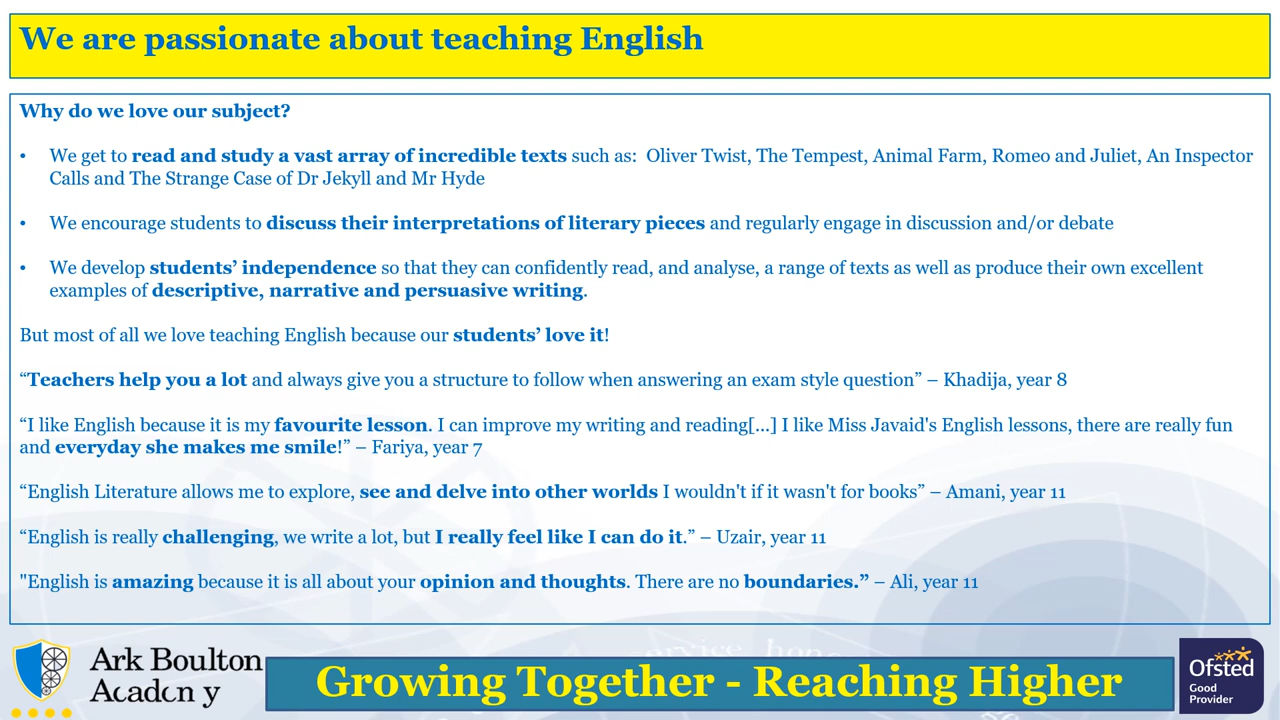 We are passionate about teaching English
Why do we love our subject?
• We get to read and study a vast array of incredible texts such as: Oliver Twist, The Tempest, Animal Farm, Romeo and Juliet, An Inspector
Calls and The Strange Case of Dr Jekyll and Mr Hyde
• We encourage students to discuss their interpretations of literary pieces and regularly engage in discussion and/or debate
• We develop students’ independence so that they can confidently read, and analyse, a range of texts as well as produce their own excellent
examples of descriptive, narrative and persuasive writing.
But most of all we love teaching English because our students’ love it!
“Teachers help you a lot and always give you a structure to follow when answering an exam style question” – Khadija, year 8
“I like English because it is my favourite lesson. I can improve my writing and reading[...] I like Miss Javaid's English lessons, there are really fun
and everyday she makes me smile!” – Fariya, year 7
“English Literature allows me to explore, see and delve into other worlds I wouldn't if it wasn't for books” – Amani, year 11
“English is really challenging, we write a lot, but I really feel like I can do it.” – Uzair, year 11
"English is amazing because it is all about your opinion and thoughts. There are no boundaries.” – Ali, year 11
Ark Boulton
Academy
Growing Together - Reaching Higher
Ofsted
Good
Provider